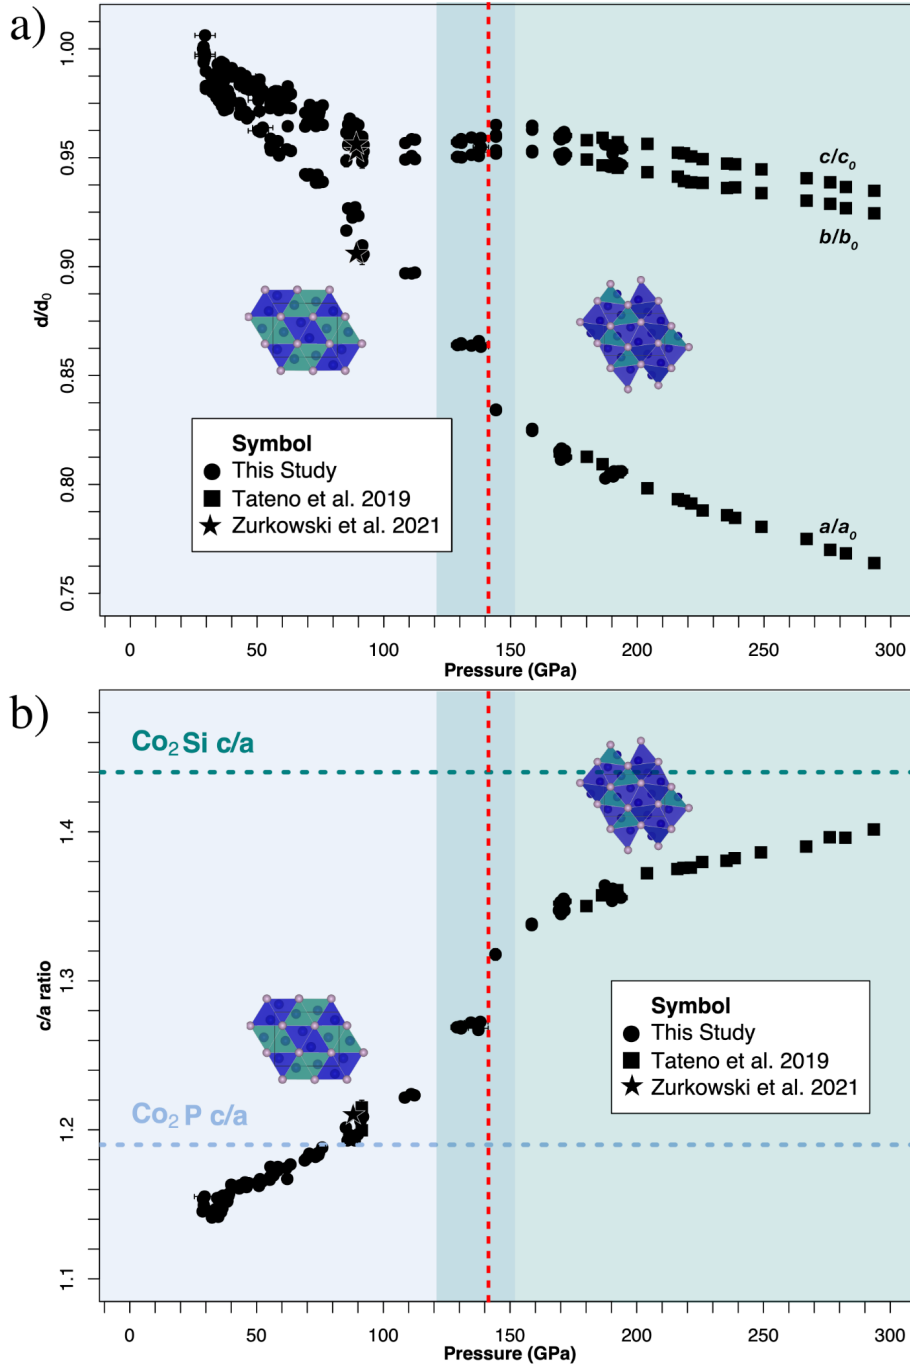 a)
1.00
0.95
0.90
0.85
0.80
0.75
d/d₀
c/c₀
b/b₀
a/a₀
Symbol
This Study
Tateno et al. 2019
Zurkowski et al. 2021
0 50 100 150 200 250 300
Pressure (GPa)
b)
Co₂Si c/a
1.4
1.3
1.2
1.1
c/a ratio
Co₂P c/a
Symbol
This Study
Tateno et al. 2019
Zurkowski et al. 2021
0 50 100 150 200 250 300
Pressure (GPa)